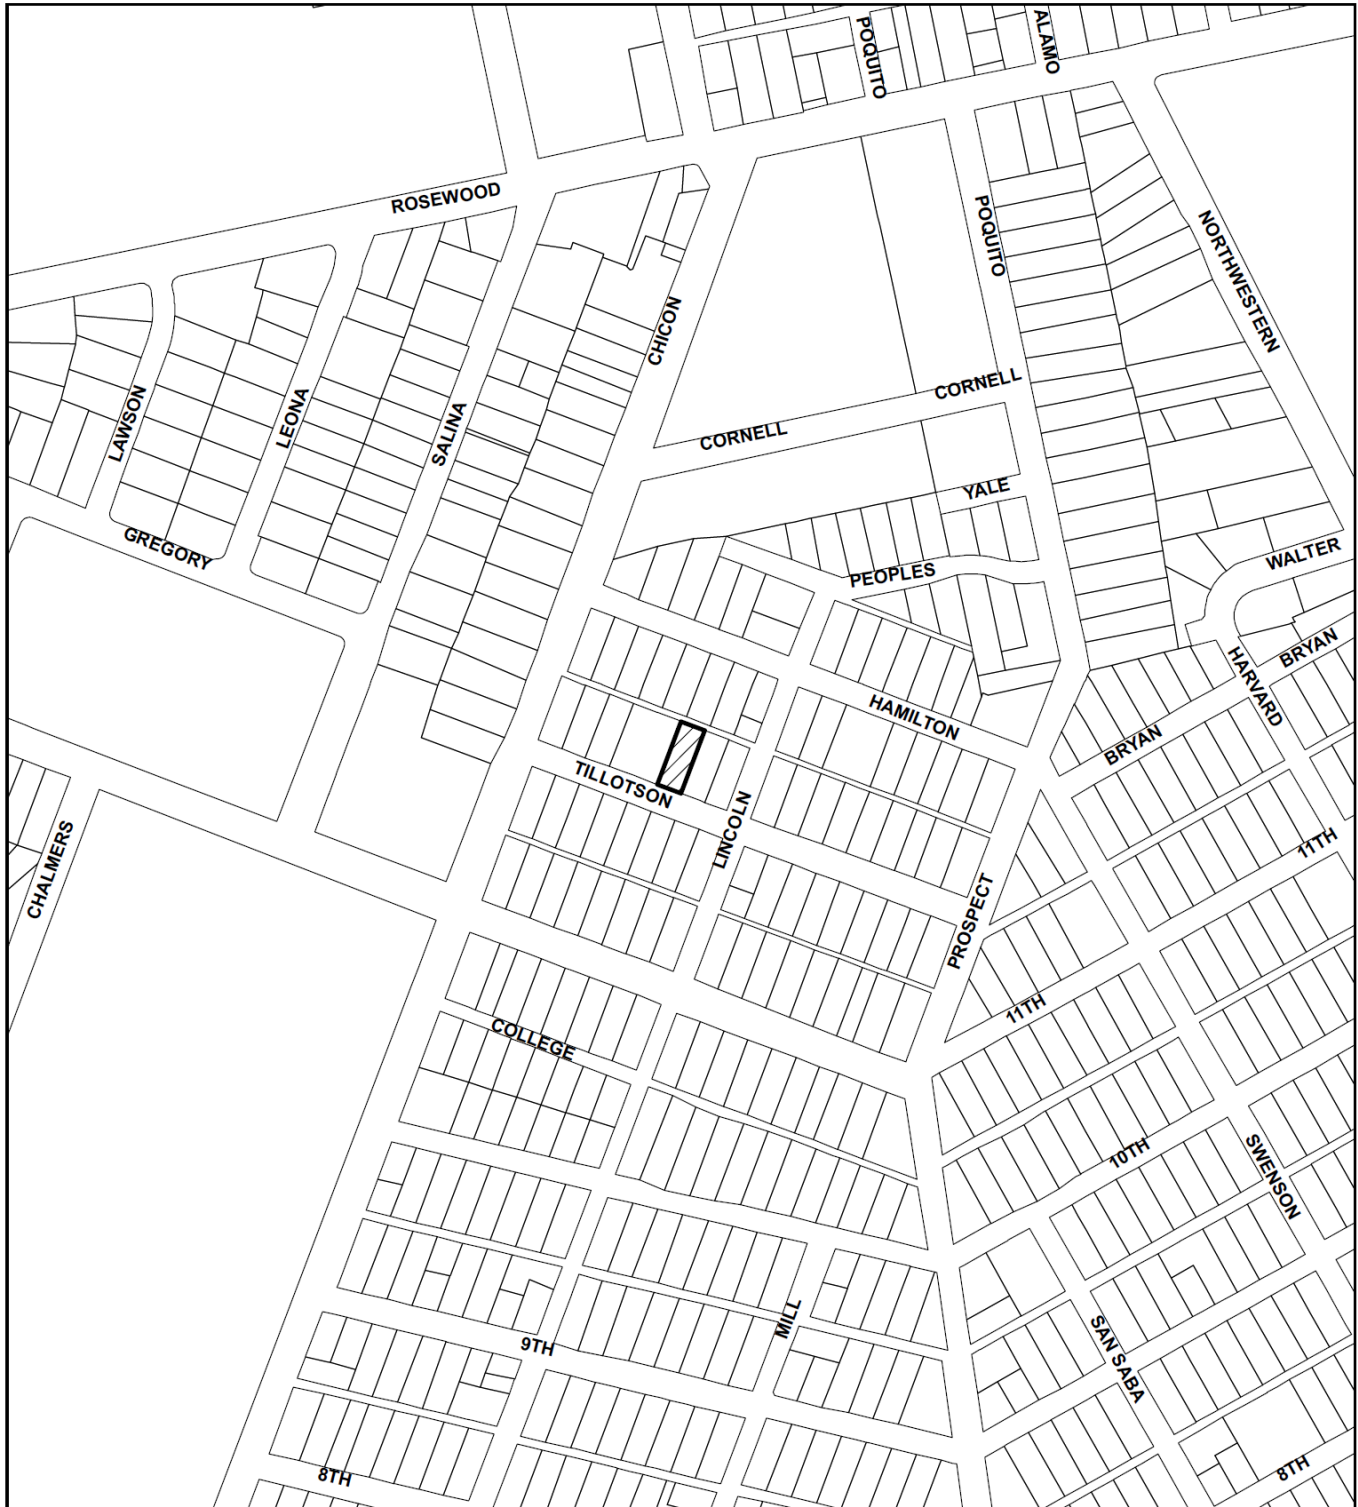 POQUITO
ALAMO
ROSEWOOD
POQUITO
NORTHWESTERN
CHICON
CORNELL
CORNELL
LAWSON
LEONA
SALINA
YALE
GREGORY
PEOPLES
WALTER
BRYAN
HARVARD
HAMILTON
BRYAN
TILLOTSON
LINCOLN
CHALMERS
11TH
PROSPECT
11TH
COLLEGE
10TH
SWENSON
MILL
9TH
SAN SABA
8TH
8TH